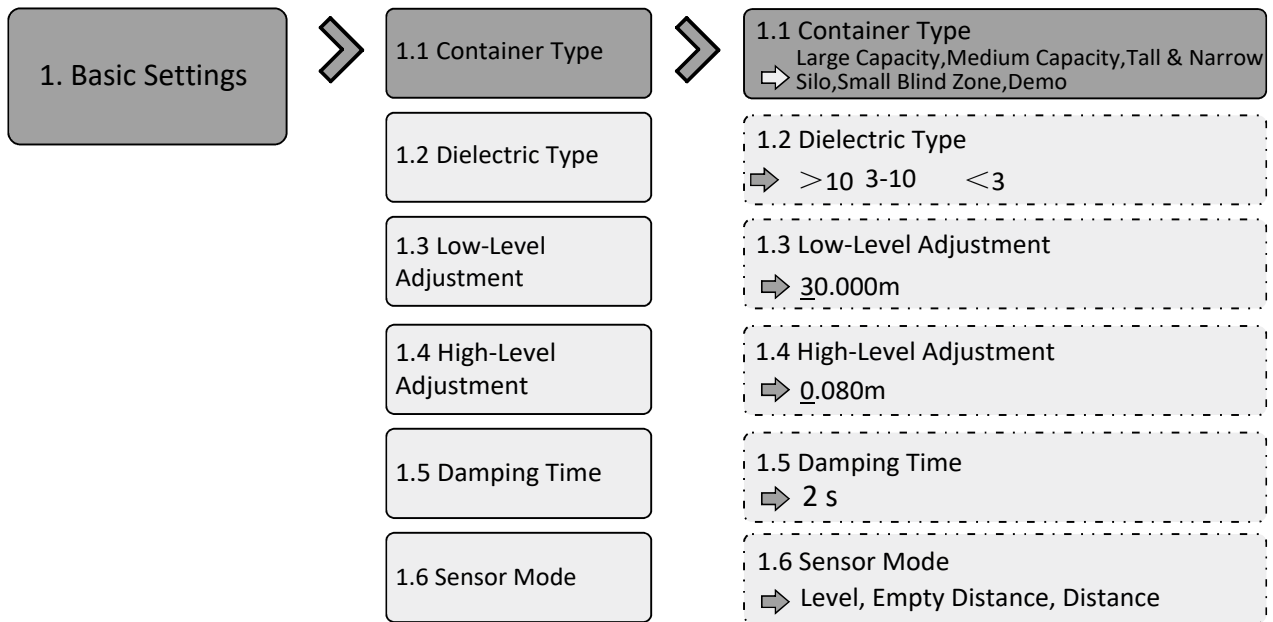 1. Basic Settings
1.1 Container Type
1.2 Dielectric Type
1.3 Low-Level
Adjustment
1.4 High-Level
Adjustment
1.5 Damping Time
1.6 Sensor Mode
1.1 Container Type
Large Capacity,Medium Capacity,Tall & Narrow
Silo,Small Blind Zone,Demo
1.2 Dielectric Type
＞10 3-10 ＜3
1.3 Low-Level Adjustment
30.000m
1.4 High-Level Adjustment
0.080m
1.5 Damping Time
2 s
1.6 Sensor Mode
Level, Empty Distance, Distance